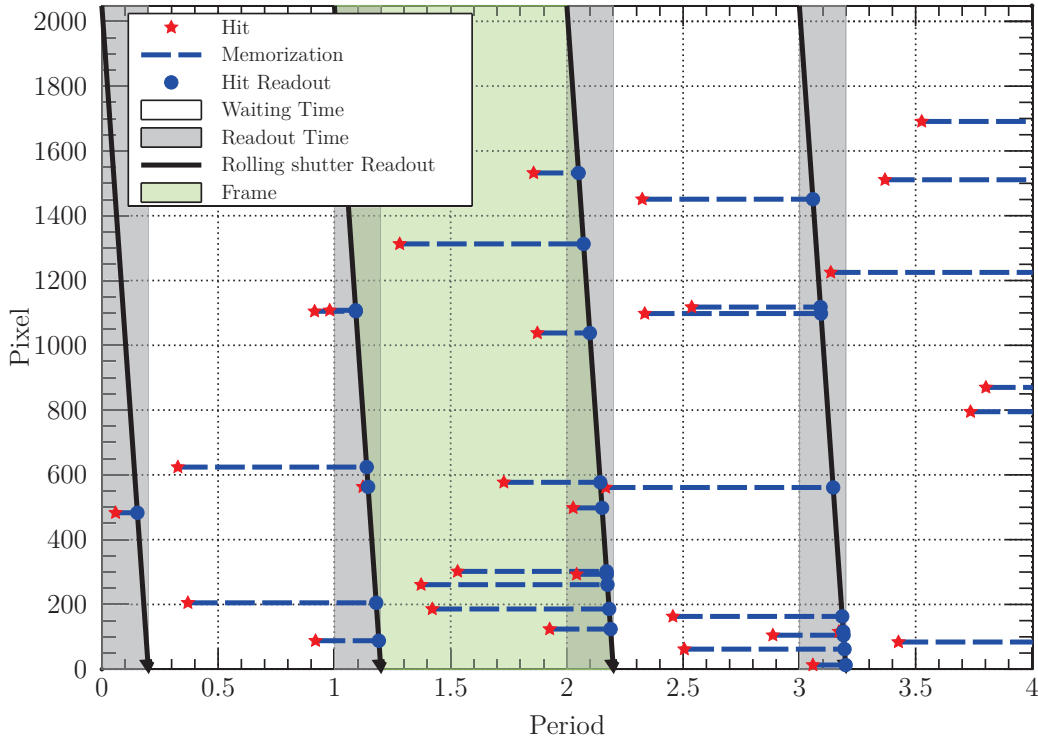 Hit
Memorization
Hit Readout
Waiting Time
Readout Time
Rolling shutter Readout
Frame
Pixel
2000
1800
1600
1400
1200
1000
800
600
400
200
0
0 0.5 1 1.5 2 2.5 3 3.5 4
Period